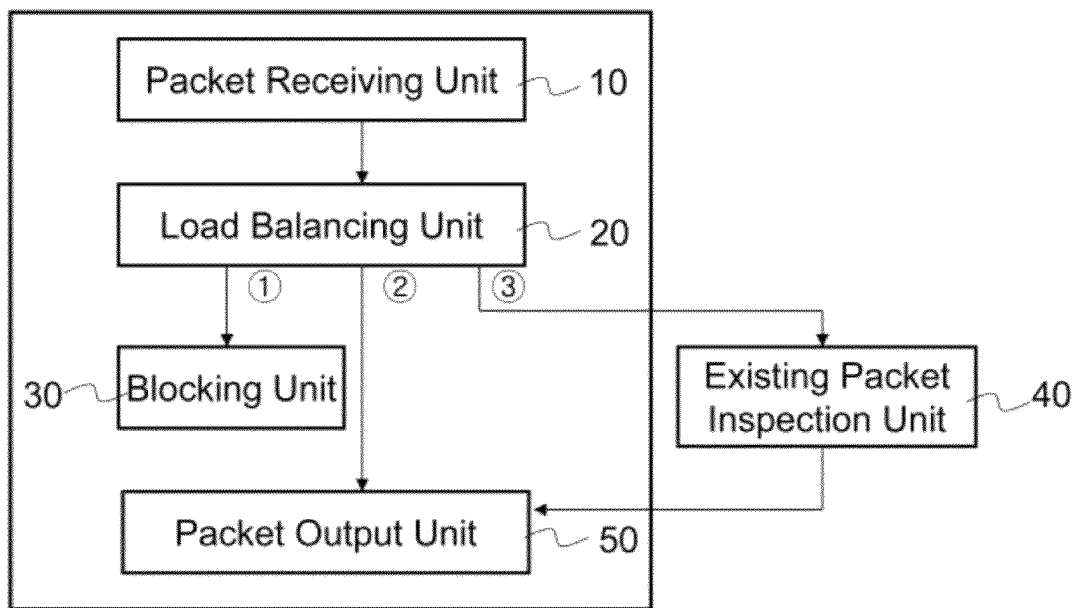 Packet Receiving Unit
10
Load Balancing Unit
20
① ② ③
30
Blocking Unit
Existing Packet
Inspection Unit
40
Packet Output Unit
50